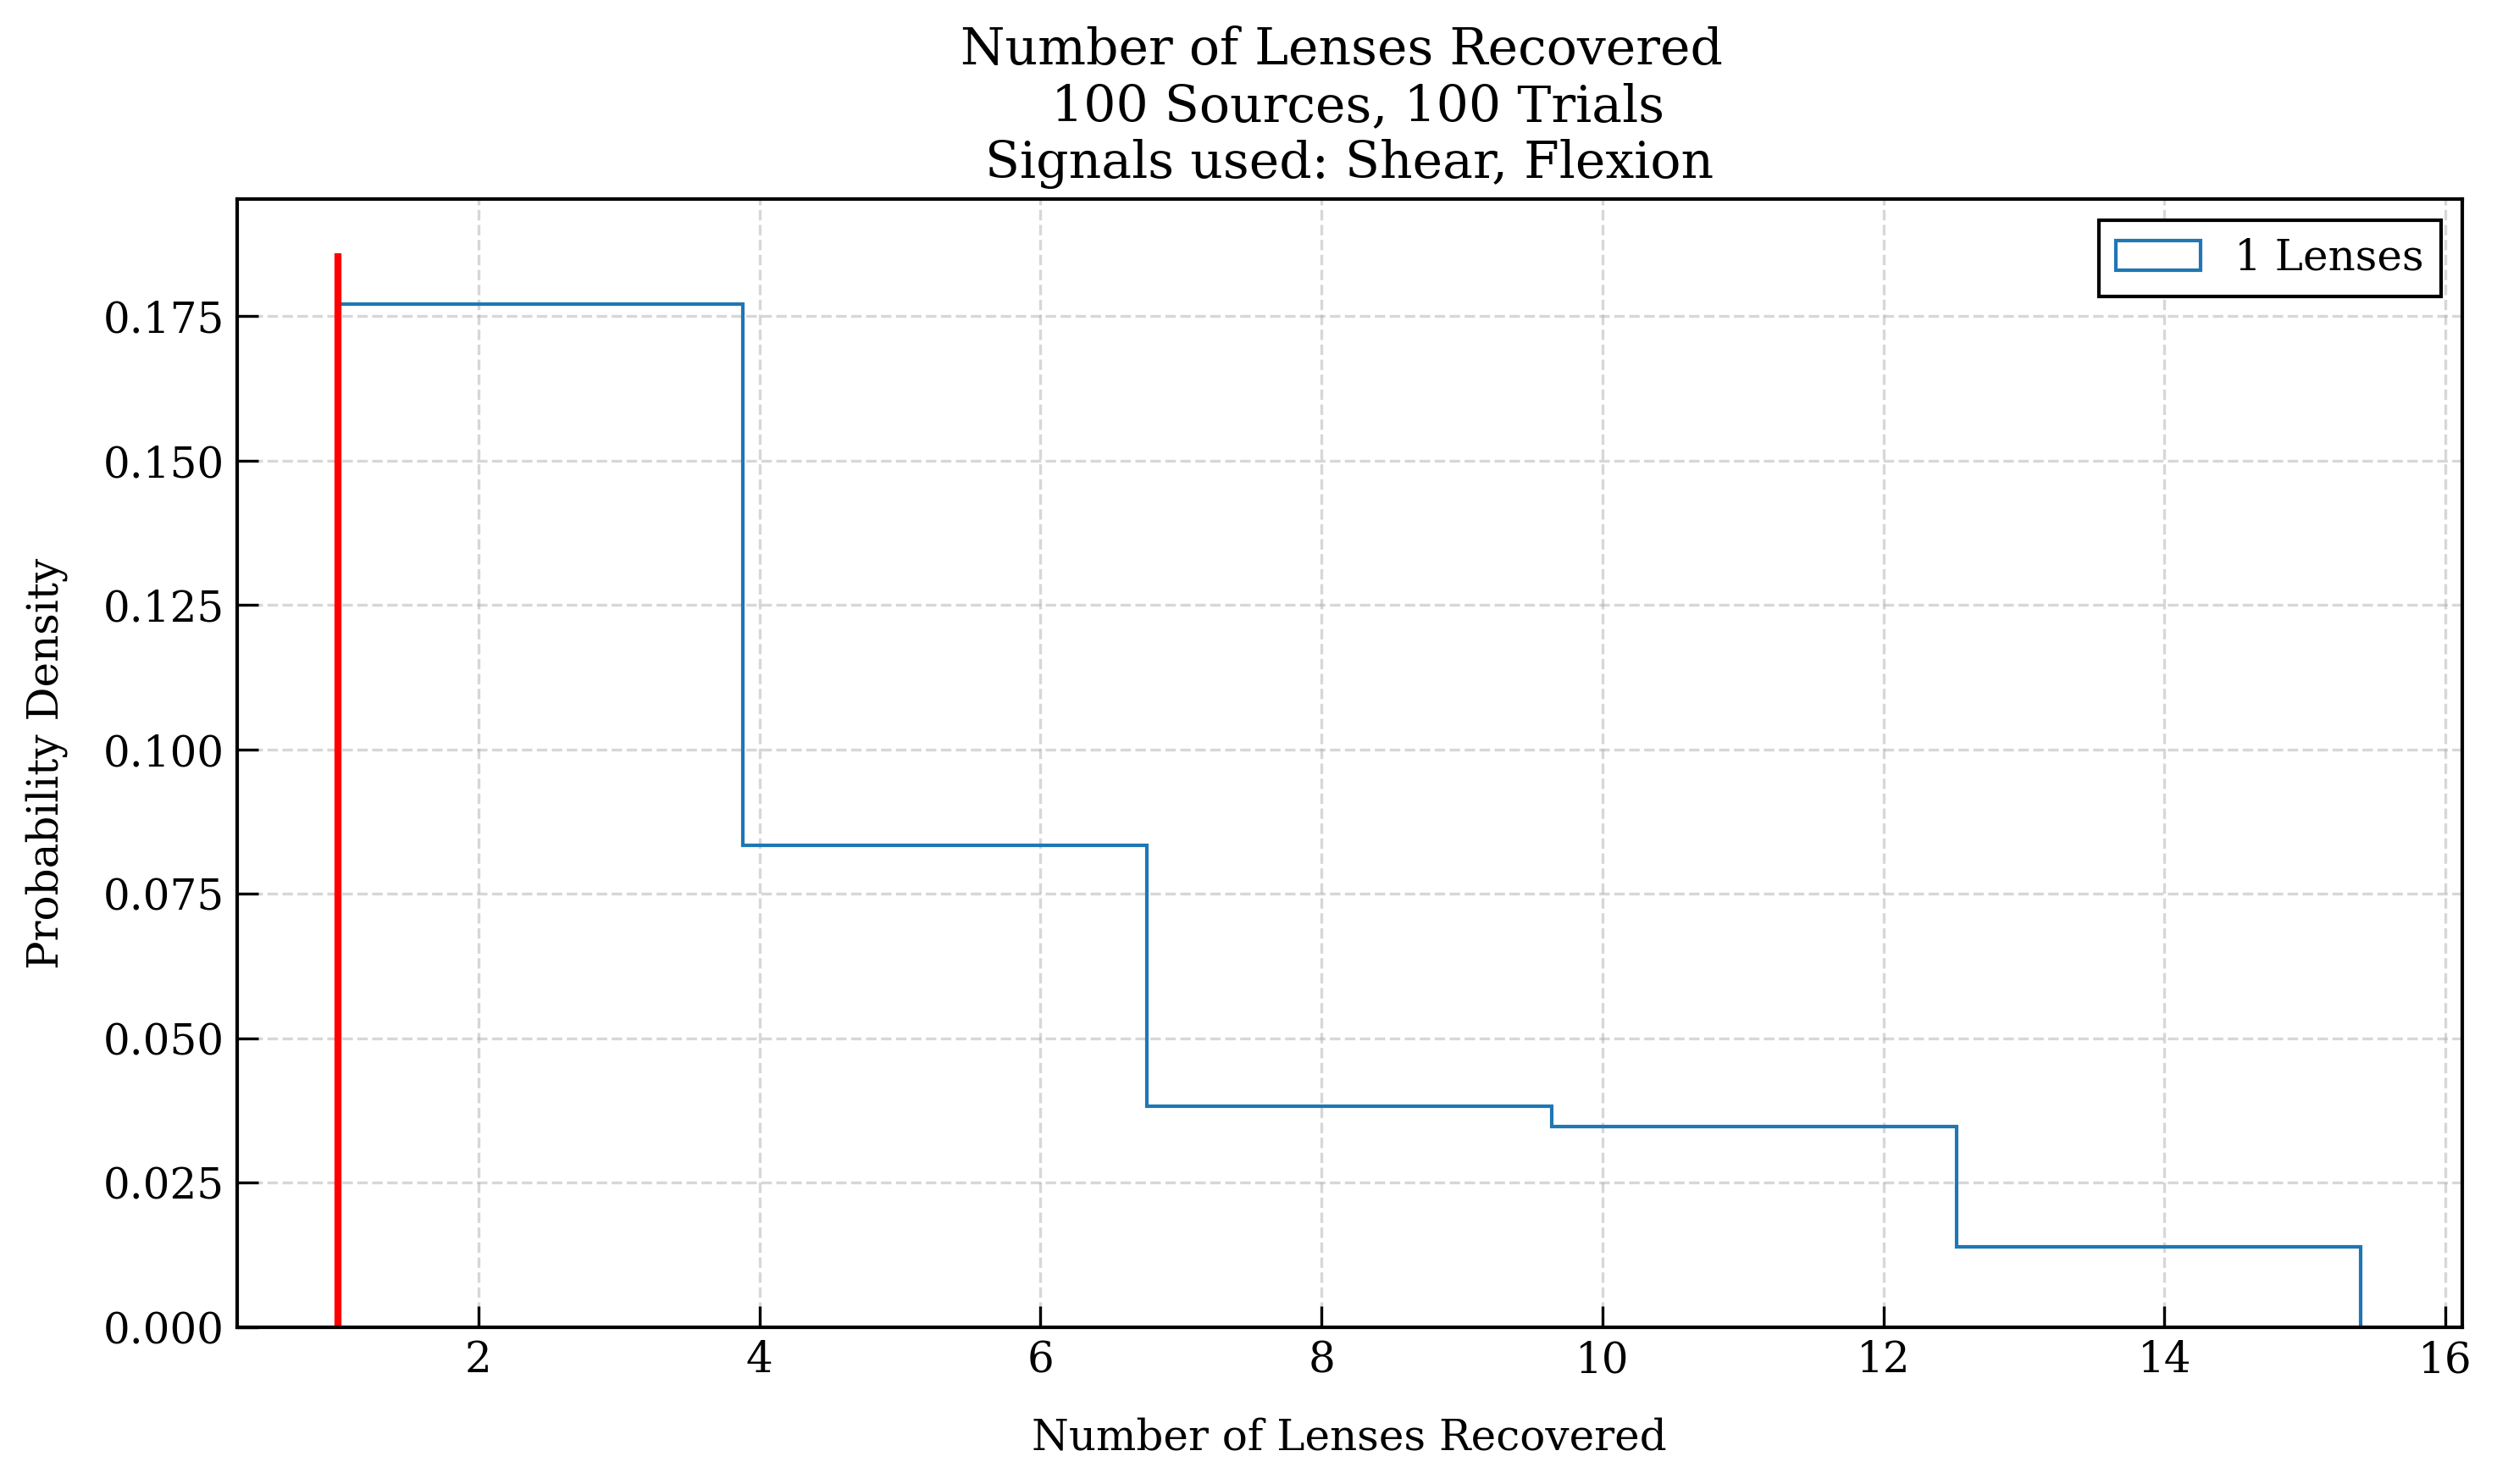 Number of Lenses Recovered
100 Sources, 100 Trials
Signals used: Shear, Flexion
1 Lenses
Probability Density
0.175
0.150
0.125
0.100
0.075
0.050
0.025
0.000
2 4 6 8 10 12 14 16
Number of Lenses Recovered